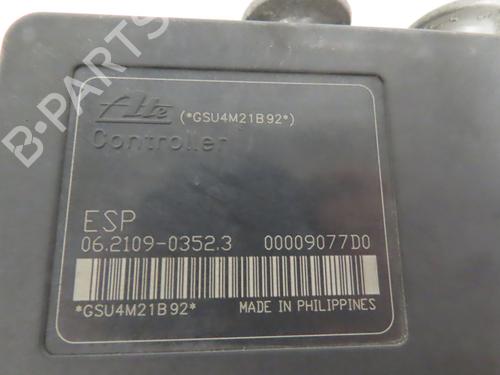 Ate (*GSU4M21B92*)
Controller
ESP
06.2109-0352.3 00009077D0
*GSU4M21B92* MADE IN PHILIPPINES
B-PARTS